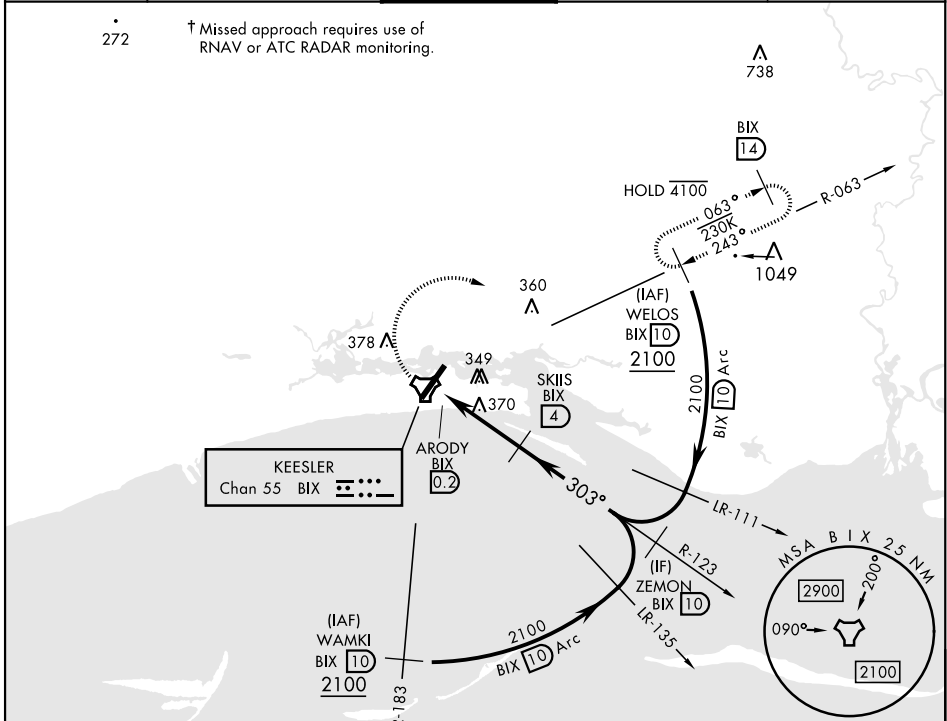 272
† Missed approach requires use of
RNAV or ATC RADAR monitoring.
738
BIX
14
HOLD 4100
063°
230K
243°
R-063
1049
360
(IAF)
WELOS
BIX 10
2100
378
349
370
SKIIS
BIX
4
2100
BIX 10 Arc
KEESLER
Chan 55 BIX
ARODY
BIX
0.2
303°
LR-111
R-123
(IF)
ZEMON
BIX 10
LR-135
(IAF)
WAMKI
BIX 10
2100
2100
BIX 10 Arc
-183
MSA BIX 25 NM
2900
200°
090°
2100